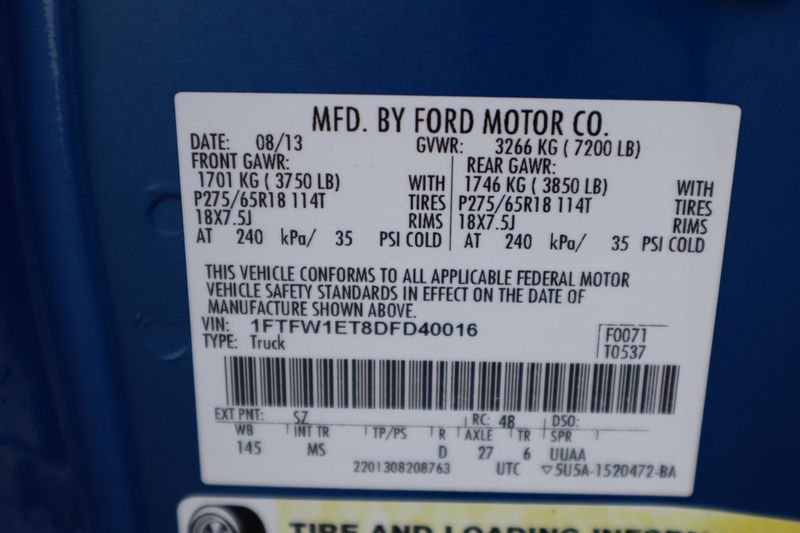 MFD. BY FORD MOTOR CO.
DATE: 08/13 GVWR: 3266 KG ( 7200 LB)
FRONT GAWR: REAR GAWR:
1701 KG ( 3750 LB) WITH 1746 KG ( 3850 LB) WITH
P275/65R18 114T TIRES P275/65R18 114T TIRES
18X7.5J RIMS 18X7.5J RIMS
AT 240 kPa/ 35 PSI COLD AT 240 kPa/ 35 PSI COLD
THIS VEHICLE CONFORMS TO ALL APPLICABLE FEDERAL MOTOR
VEHICLE SAFETY STANDARDS IN EFFECT ON THE DATE OF
MANUFACTURE SHOWN ABOVE.
VIN: 1FTFW1ET8DFD40016 F0071
TYPE: Truck T0537
EXT PNT: SZ RC: 48 DSO:
WB INT TR TP/PS R AXLE TR SPR
145 MS D 27 6 UUAA
2201308208763 UTC ▽5U5A-1520472-BA
TIRE AND LOADING